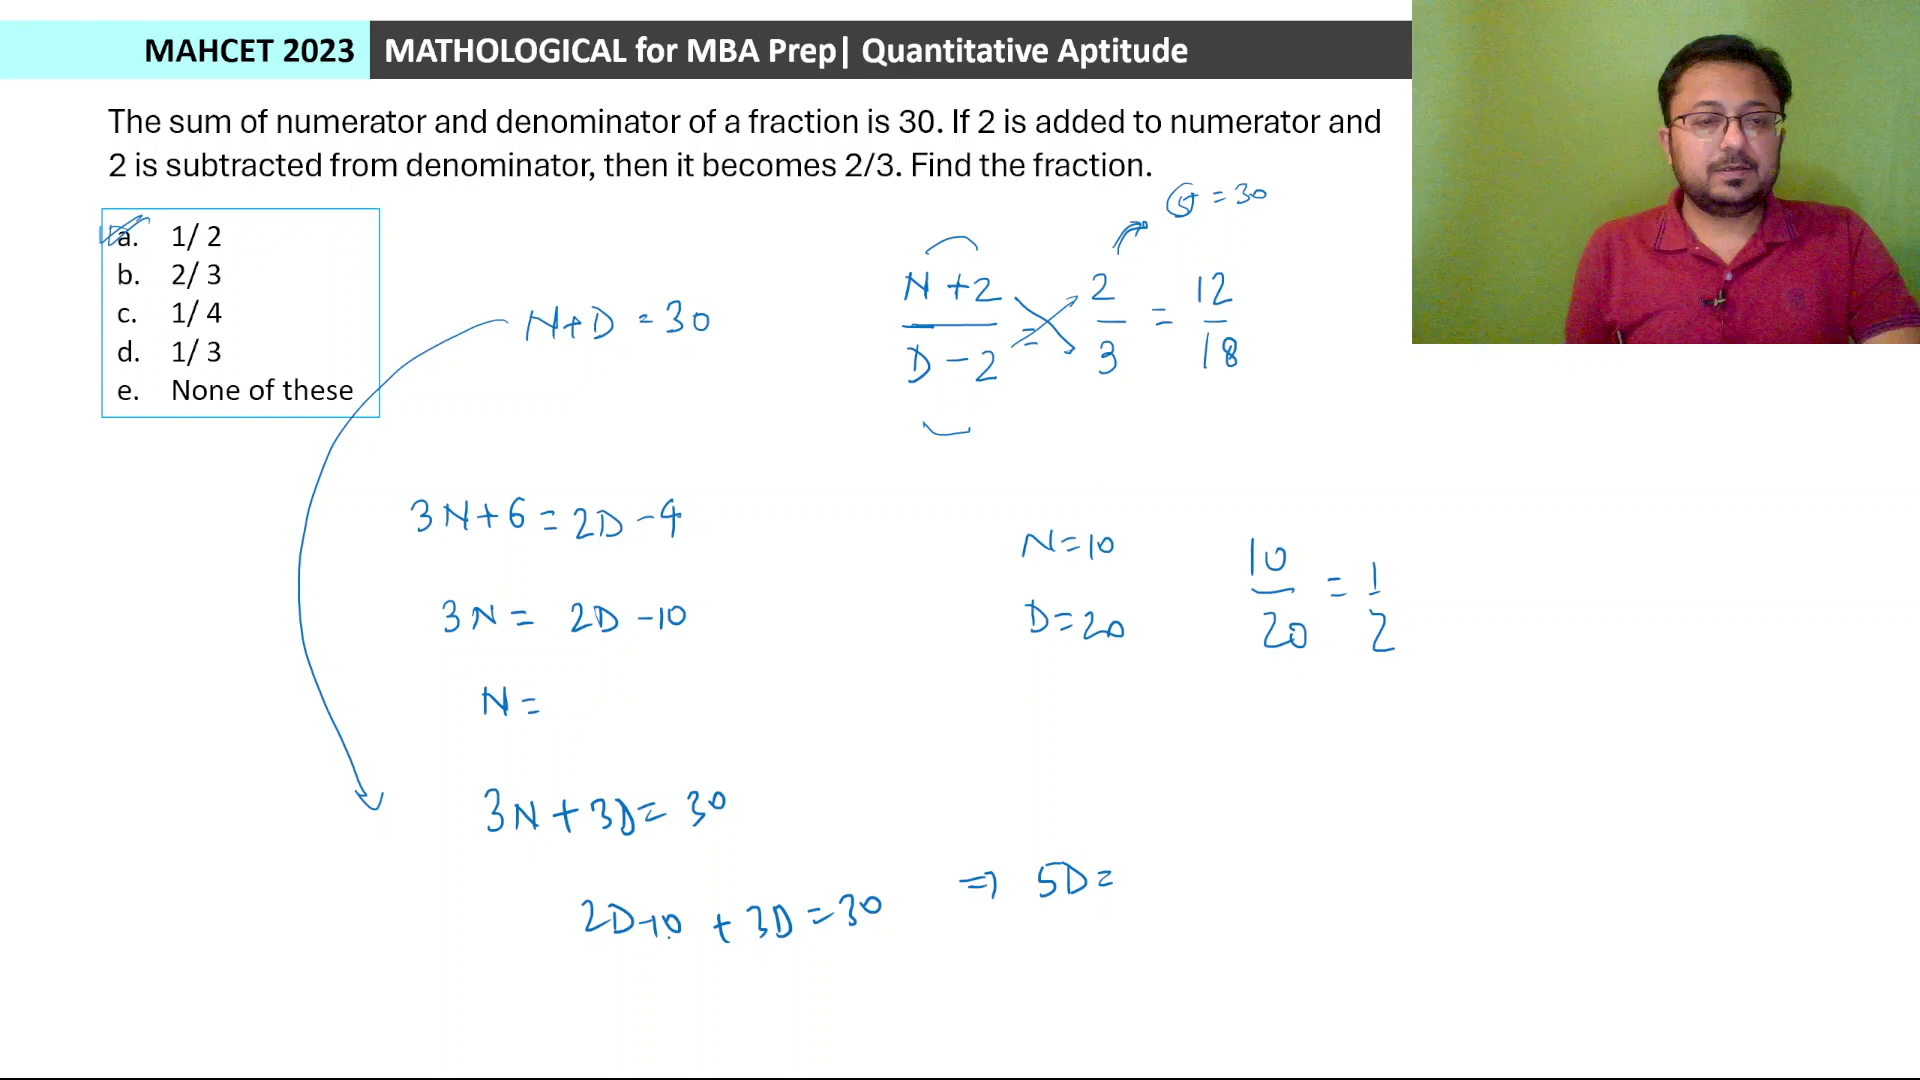 MAHCET 2023 MATHOLOGICAL for MBA Prep| Quantitative Aptitude
The sum of numerator and denominator of a fraction is 30. If 2 is added to numerator and
2 is subtracted from denominator, then it becomes 2/3. Find the fraction.
a. 1/ 2
b. 2/ 3
c. 1/ 4
d. 1/ 3
e. None of these
N+D = 30
= 30
N + 2 2 12
= =
D - 2 3 18
3N+6 = 2D - 4
3N = 2D - 10
N =
3N + 3D = 30
2D-10 + 3D = 30 ⇒ 5D =
N = 10
D = 20
10 1
=
20 2